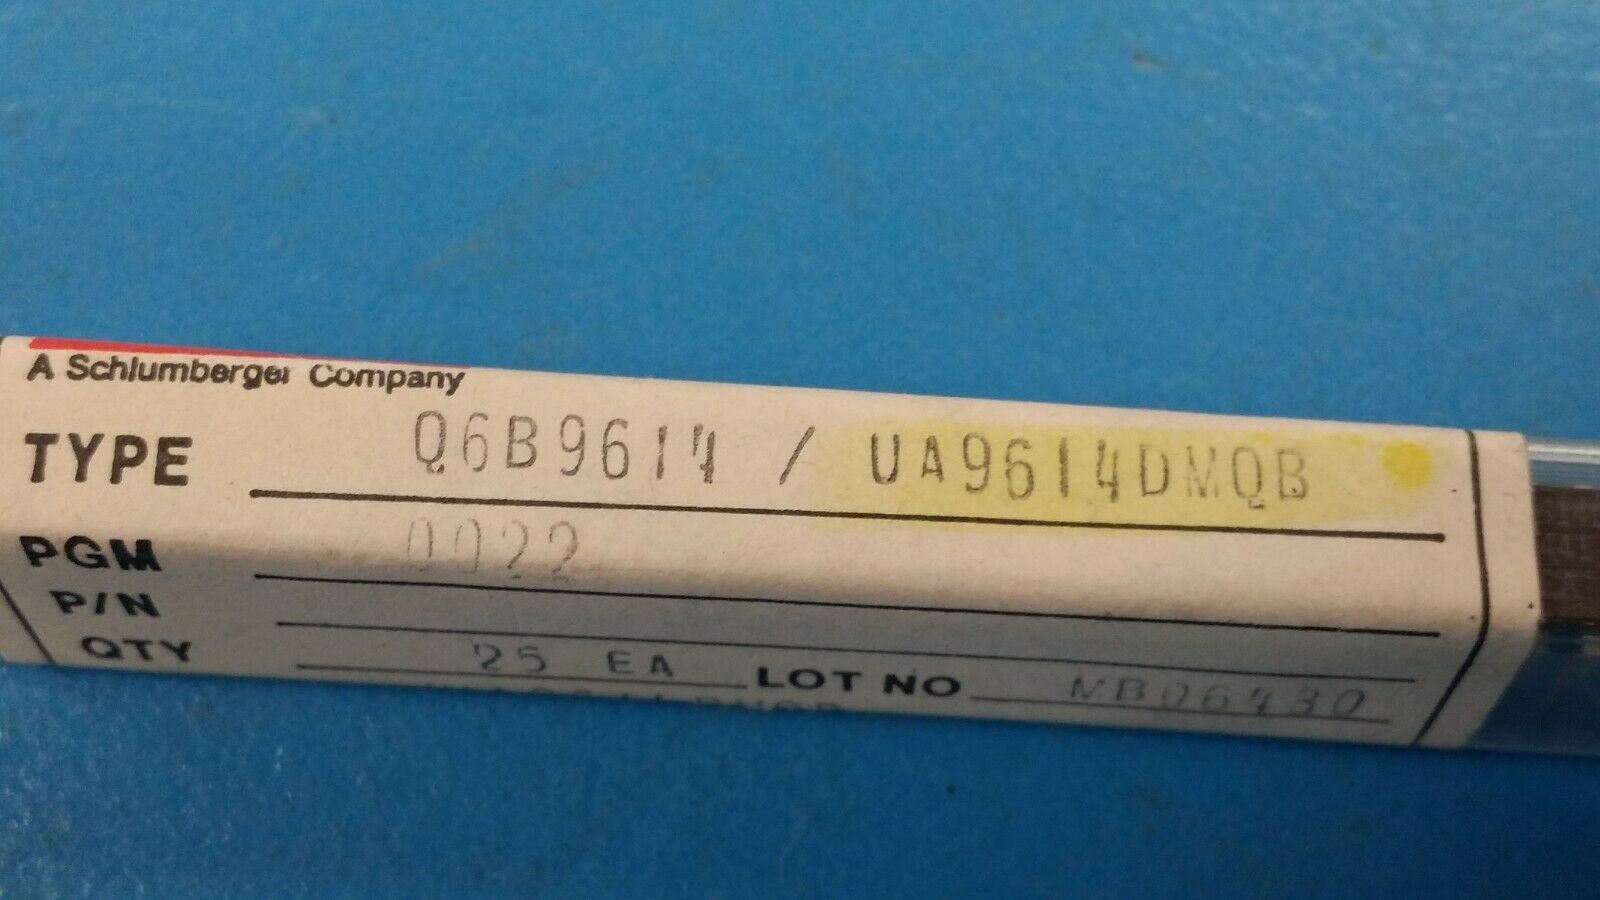 A Schlumberger Company
TYPE Q6B9614 / UA9614DMQB
PGM 0022
P/N
QTY 25 EA LOT NO MB06430